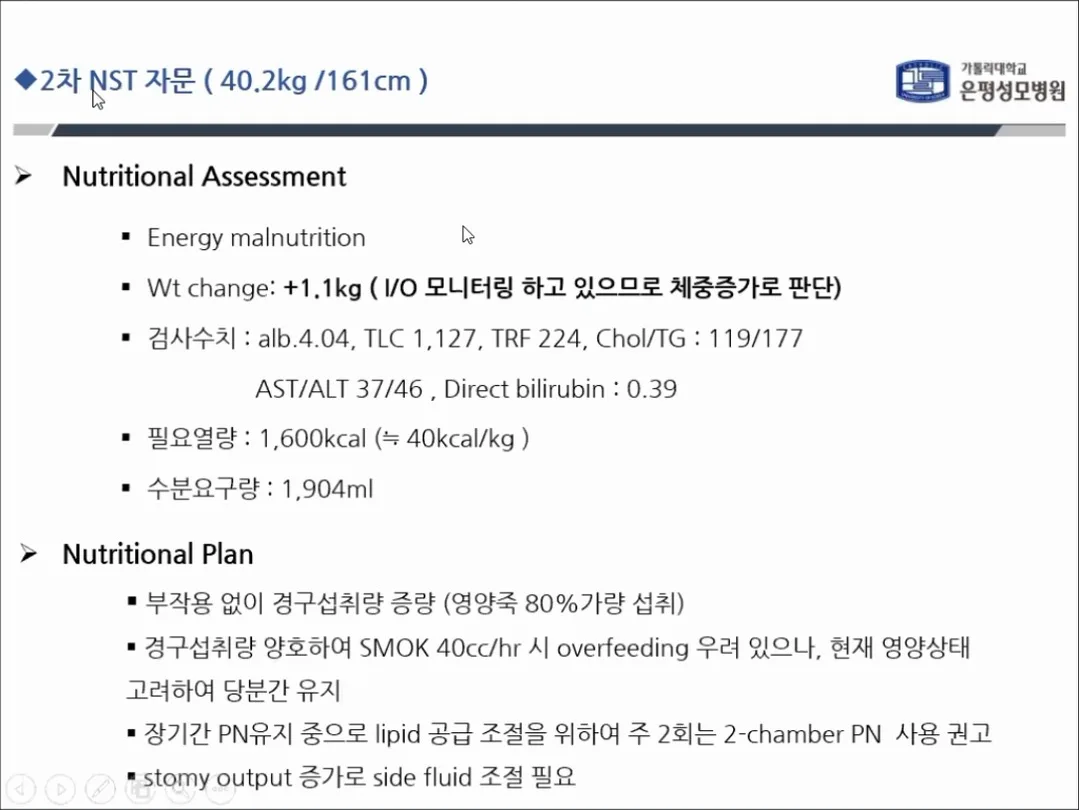 ◆2차 NST 자문 ( 40.2kg /161cm )
가톨릭대학교
은평성모병원
➢ Nutritional Assessment
▪ Energy malnutrition
▪ Wt change: +1.1kg ( I/O 모니터링 하고 있으므로 체중증가로 판단)
▪ 검사수치 : alb.4.04, TLC 1,127, TRF 224, Chol/TG : 119/177
AST/ALT 37/46 , Direct bilirubin : 0.39
▪ 필요열량 : 1,600kcal (≒ 40kcal/kg )
▪ 수분요구량 : 1,904ml
➢ Nutritional Plan
▪ 부작용 없이 경구섭취량 증량 (영양죽 80%가량 섭취)
▪ 경구섭취량 양호하여 SMOK 40cc/hr 시 overfeeding 우려 있으나, 현재 영양상태
고려하여 당분간 유지
▪ 장기간 PN유지 중으로 lipid 공급 조절을 위하여 주 2회는 2-chamber PN 사용 권고
▪ stomy output 증가로 side fluid 조절 필요